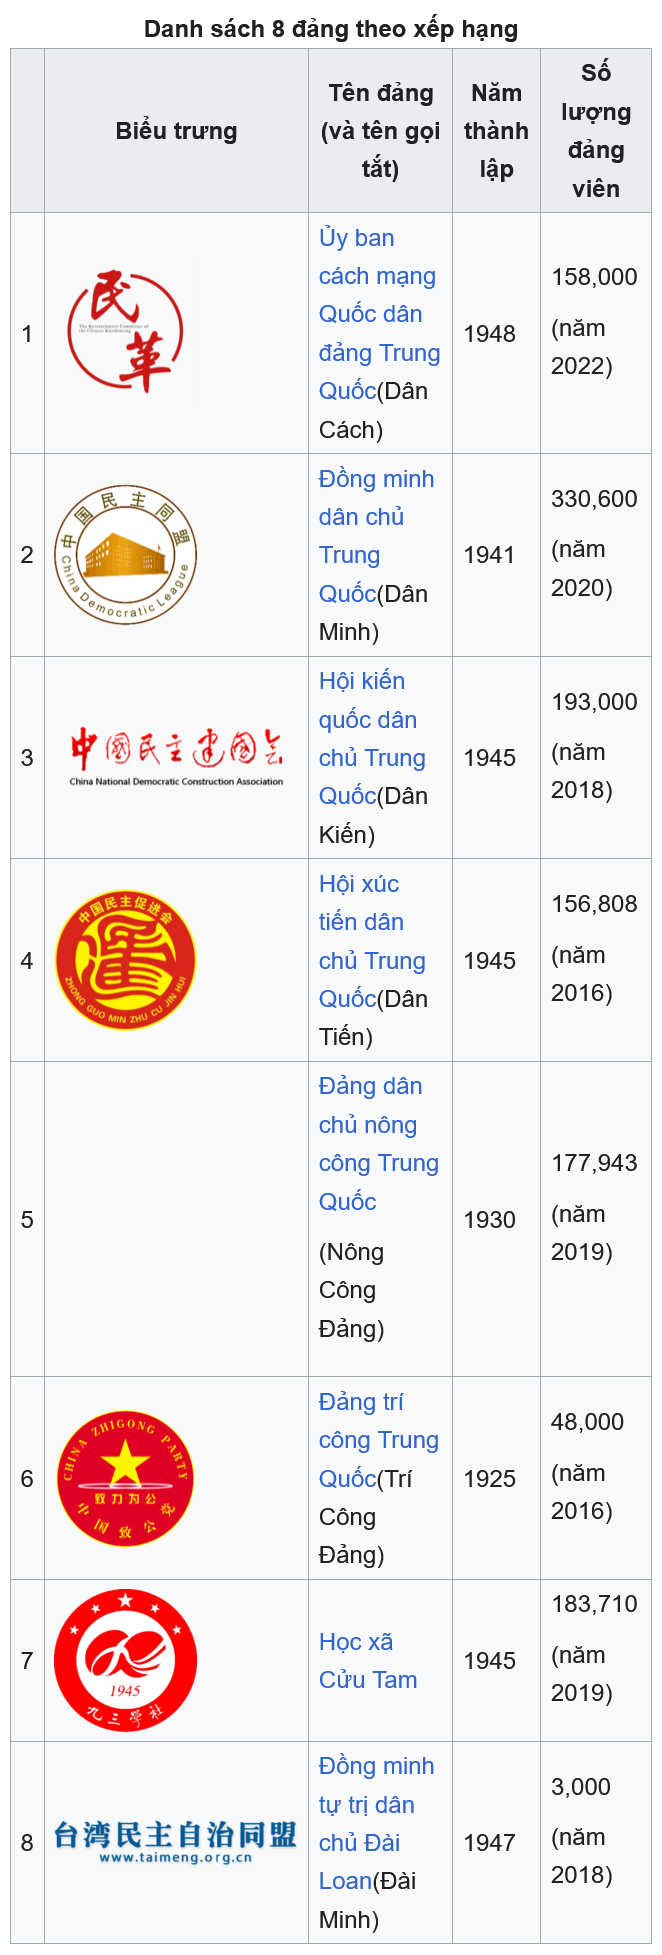 Danh sách 8 đảng theo xếp hạng
Biểu trưng
Tên đảng
(và tên gọi
tắt)
Năm
thành
lập
Số
lượng
đảng
viên
1
民
The Revolutionary Committee of
the Chinese Kuomintang
革
Ủy ban
cách mạng
Quốc dân
đảng Trung
Quốc(Dân
Cách)
1948
158,000
(năm
2022)
2
中国民主同盟
China Democratic League
Đồng minh
dân chủ
Trung
Quốc(Dân
Minh)
1941
330,600
(năm
2020)
3
中國民主建國会
China National Democratic Construction Association
Hội kiến
quốc dân
chủ Trung
Quốc(Dân
Kiến)
1945
193,000
(năm
2018)
4
中国民主促进会
ZHONG GUO MIN ZHU CU JIN HUI
Hội xúc
tiến dân
chủ Trung
Quốc(Dân
Tiến)
1945
156,808
(năm
2016)
5
Đảng dân
chủ nông
công Trung
Quốc
(Nông
Công
Đảng)
1930
177,943
(năm
2019)
6
CHINA ZHIGONG PARTY
致力为公
中国致公党
Đảng trí
công Trung
Quốc(Trí
Công
Đảng)
1925
48,000
(năm
2016)
7
1945
九三学社
Học xã
Cửu Tam
1945
183,710
(năm
2019)
8
台湾民主自治同盟
www.taimeng.org.cn
Đồng minh
tự trị dân
chủ Đài
Loan(Đài
Minh)
1947
3,000
(năm
2018)